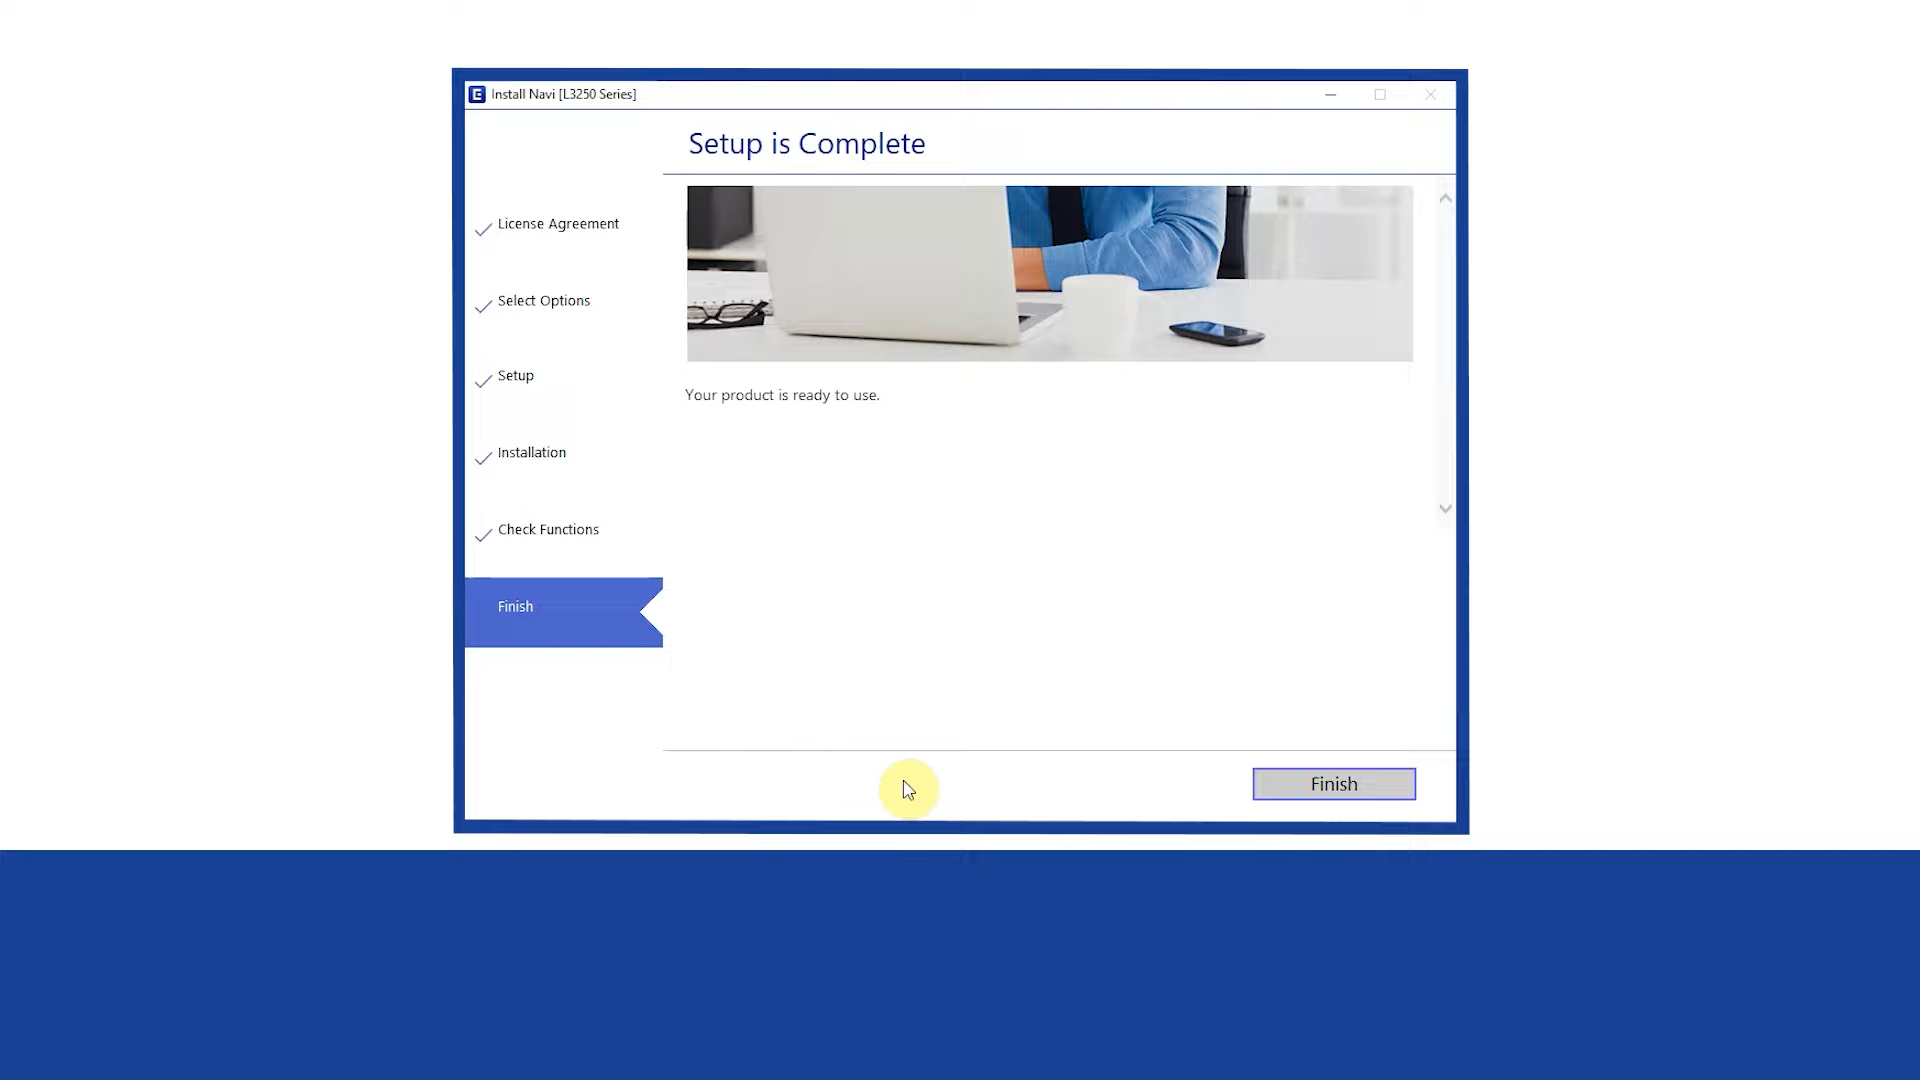 Install Navi [L3250 Series]
Setup is Complete
License Agreement
Select Options
Setup
Installation
Check Functions
Finish
Your product is ready to use.
Finish